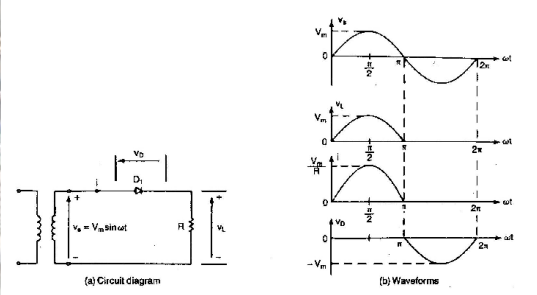 v_D
D_1
i
+ +
v_s = V_m sin ωt
R
v_L
− −
(a) Circuit diagram
v_s
V_m
0
π/2
π
2π
ωt
v_L
V_m
0
π/2
π
2π
ωt
i
V_m/R
0
π/2
π
2π
ωt
v_D
0
π
2π
ωt
−V_m
(b) Waveforms